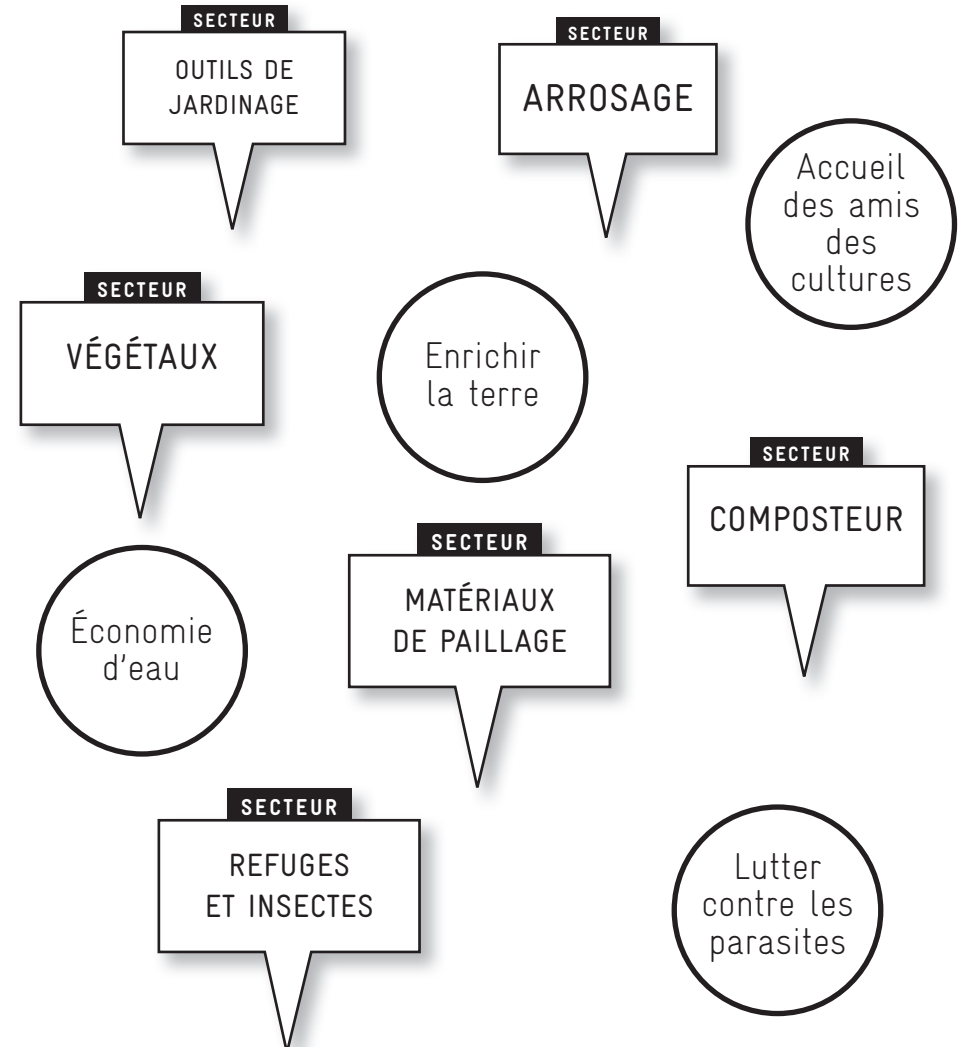 SECTEUR
OUTILS DE
JARDINAGE
SECTEUR
ARROSAGE
Accueil
des amis
des
cultures
SECTEUR
VÉGÉTAUX
Enrichir
la terre
SECTEUR
COMPOSTEUR
SECTEUR
MATÉRIAUX
DE PAILLAGE
Économie
d'eau
SECTEUR
REFUGES
ET INSECTES
Lutter
contre les
parasites